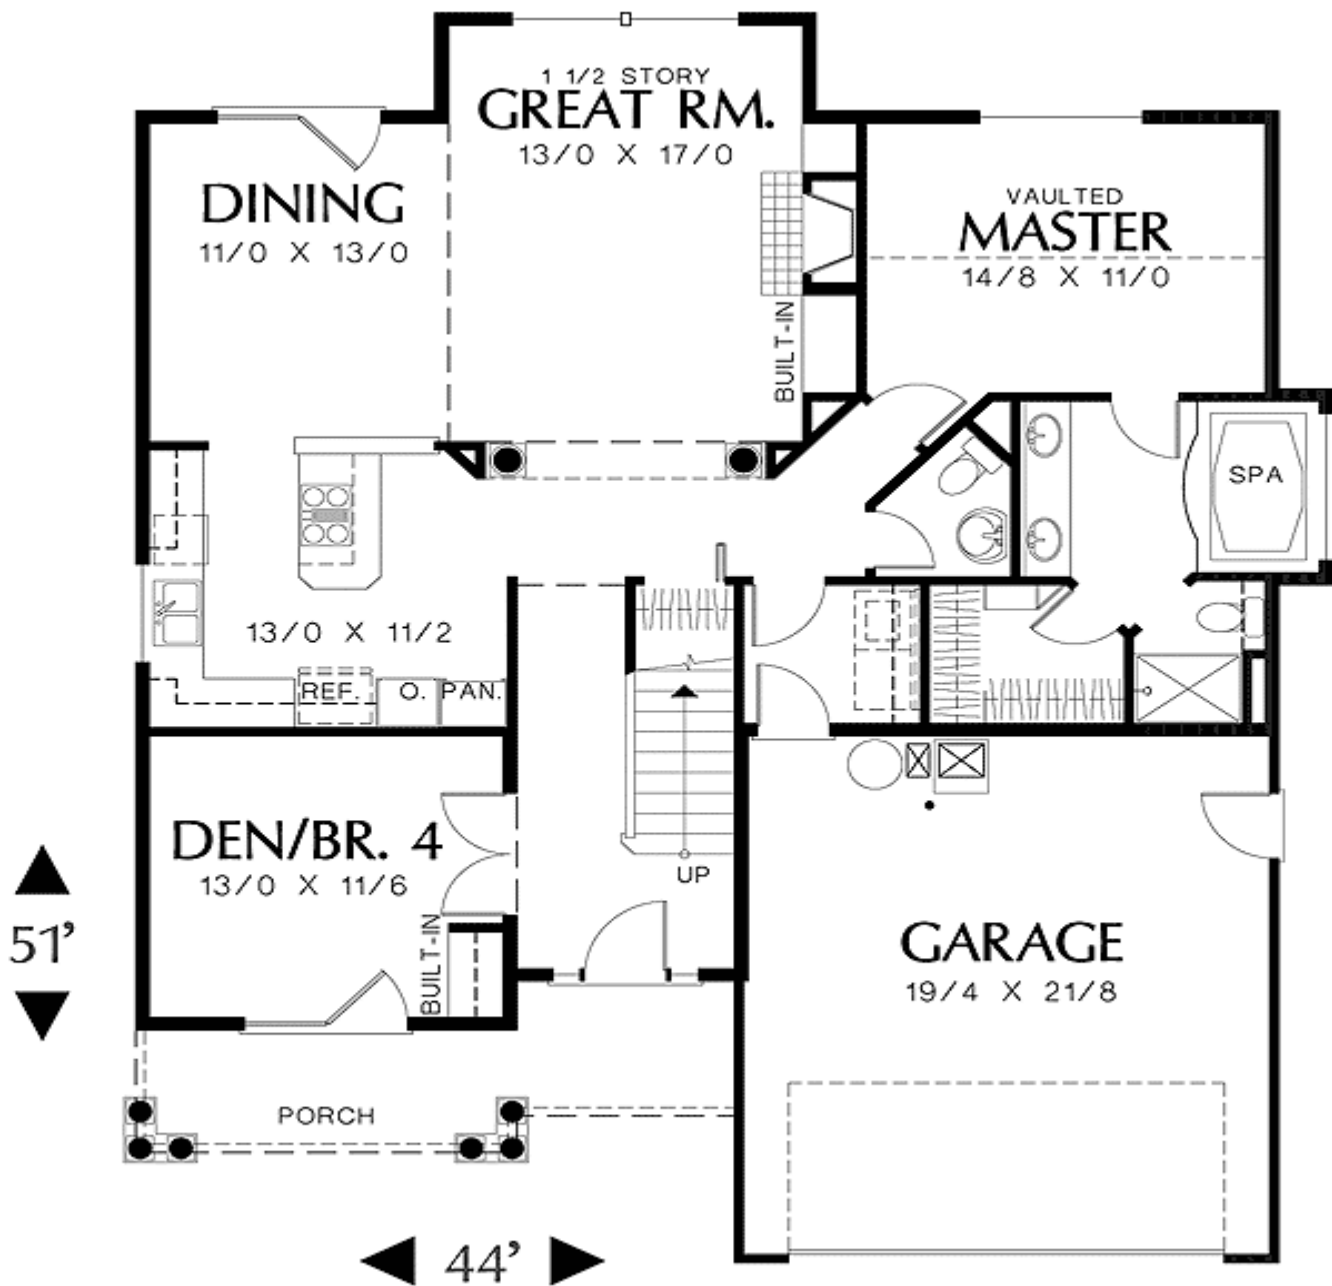 1 1/2 STORY
GREAT RM.
13/0 X 17/0
DINING
11/0 X 13/0
VAULTED
MASTER
14/8 X 11/0
BUILT-IN
SPA
13/0 X 11/2
REF.
O.
PAN.
DEN/BR. 4
13/0 X 11/6
UP
BUILT-IN
51'
GARAGE
19/4 X 21/8
PORCH
44'